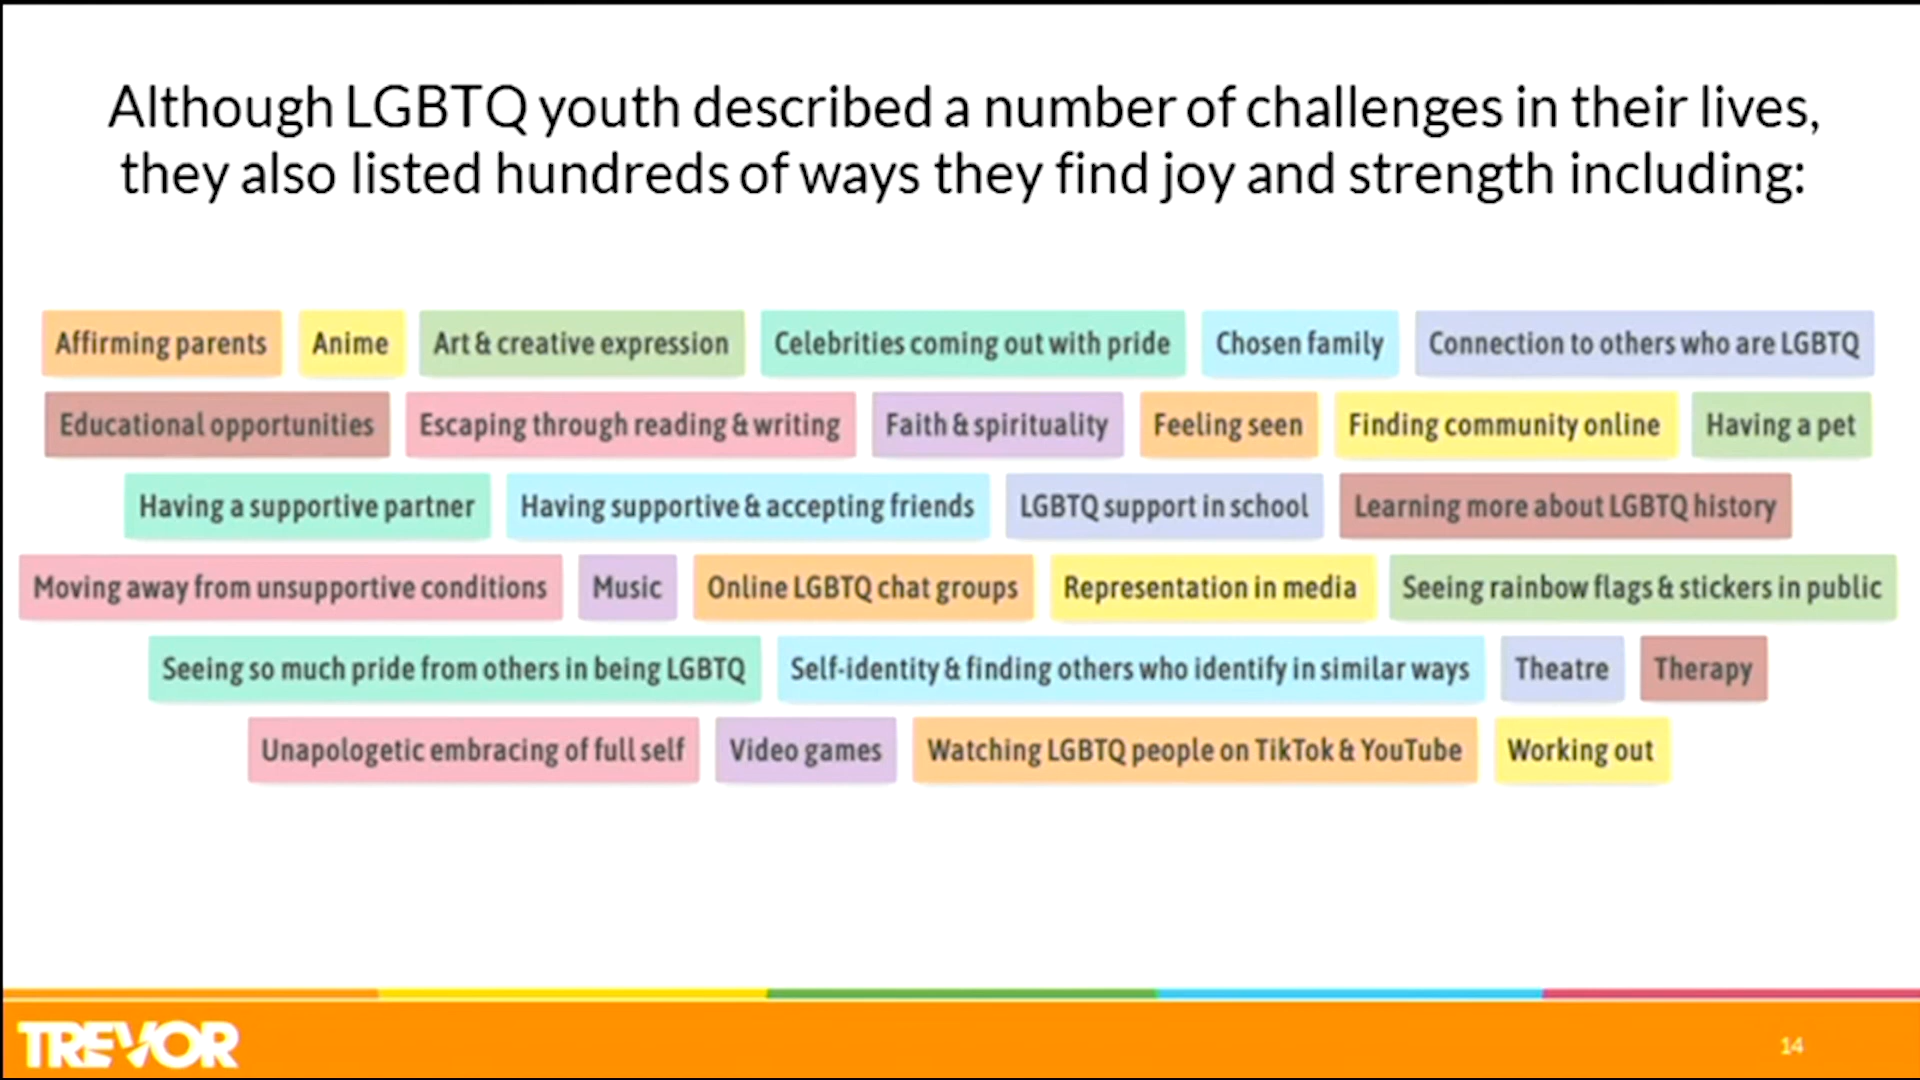 Although LGBTQ youth described a number of challenges in their lives,
they also listed hundreds of ways they find joy and strength including:
Affirming parents Anime Art & creative expression Celebrities coming out with pride Chosen family Connection to others who are LGBTQ
Educational opportunities Escaping through reading & writing Faith & spirituality Feeling seen Finding community online Having a pet
Having a supportive partner Having supportive & accepting friends LGBTQ support in school Learning more about LGBTQ history
Moving away from unsupportive conditions Music Online LGBTQ chat groups Representation in media Seeing rainbow flags & stickers in public
Seeing so much pride from others in being LGBTQ Self-identity & finding others who identify in similar ways Theatre Therapy
Unapologetic embracing of full self Video games Watching LGBTQ people on TikTok & YouTube Working out
TREVOR 14